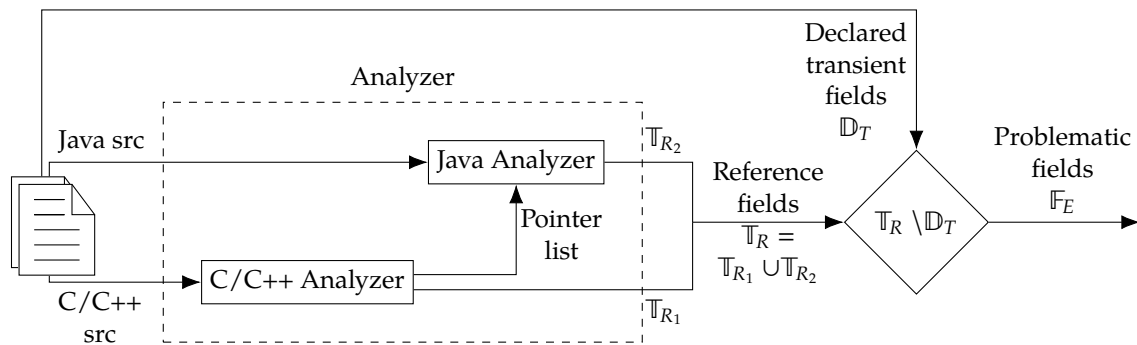 Declared
transient
fields
𝔻_T
Analyzer
Java src
Java Analyzer
𝕋_{R_2}
Pointer
list
C/C++ Analyzer
C/C++
src
𝕋_{R_1}
Reference
fields
𝕋_R =
𝕋_{R_1} ∪𝕋_{R_2}
𝕋_R \𝔻_T
Problematic
fields
𝔽_E